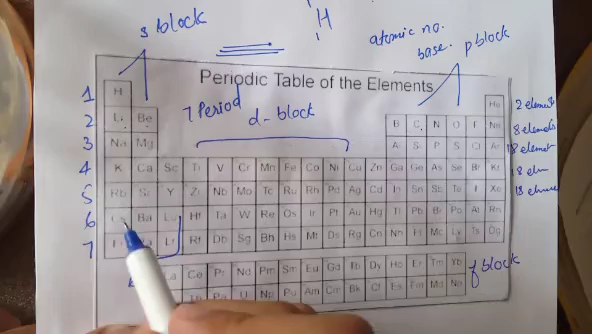 H
s block
atomic no.
base. p block
Periodic Table of the Elements
7 Period
d-block
1 H He 2 elements
2 Li Be B C N O F Ne 8 elements
3 Na Mg Al Si P S Cl Ar 18 element
4 K Ca Sc Ti V Cr Mn Fe Co Ni Cu Zn Ga Ge As Se Br Kr 18 elm
5 Rb Sr Y Zr Nb Mo Tc Ru Rh Pd Ag Cd In Sn Sb Te I Xe 18 elmne
6 Cs Ba Lu Hf Ta W Re Os Ir Pt Au Hg Tl Pb Bi Po At Rn
7 Lr Rf Db Sg Bh Hs Mt Ds Rg Cn Nh Fl Mc Lv Ts Og
La Ce Pr Nd Pm Sm Eu Gd Tb Dy Ho Er Tm Yb f block
Th Pa U Np Pu Am Cm Bk Cf Es Fm Md No